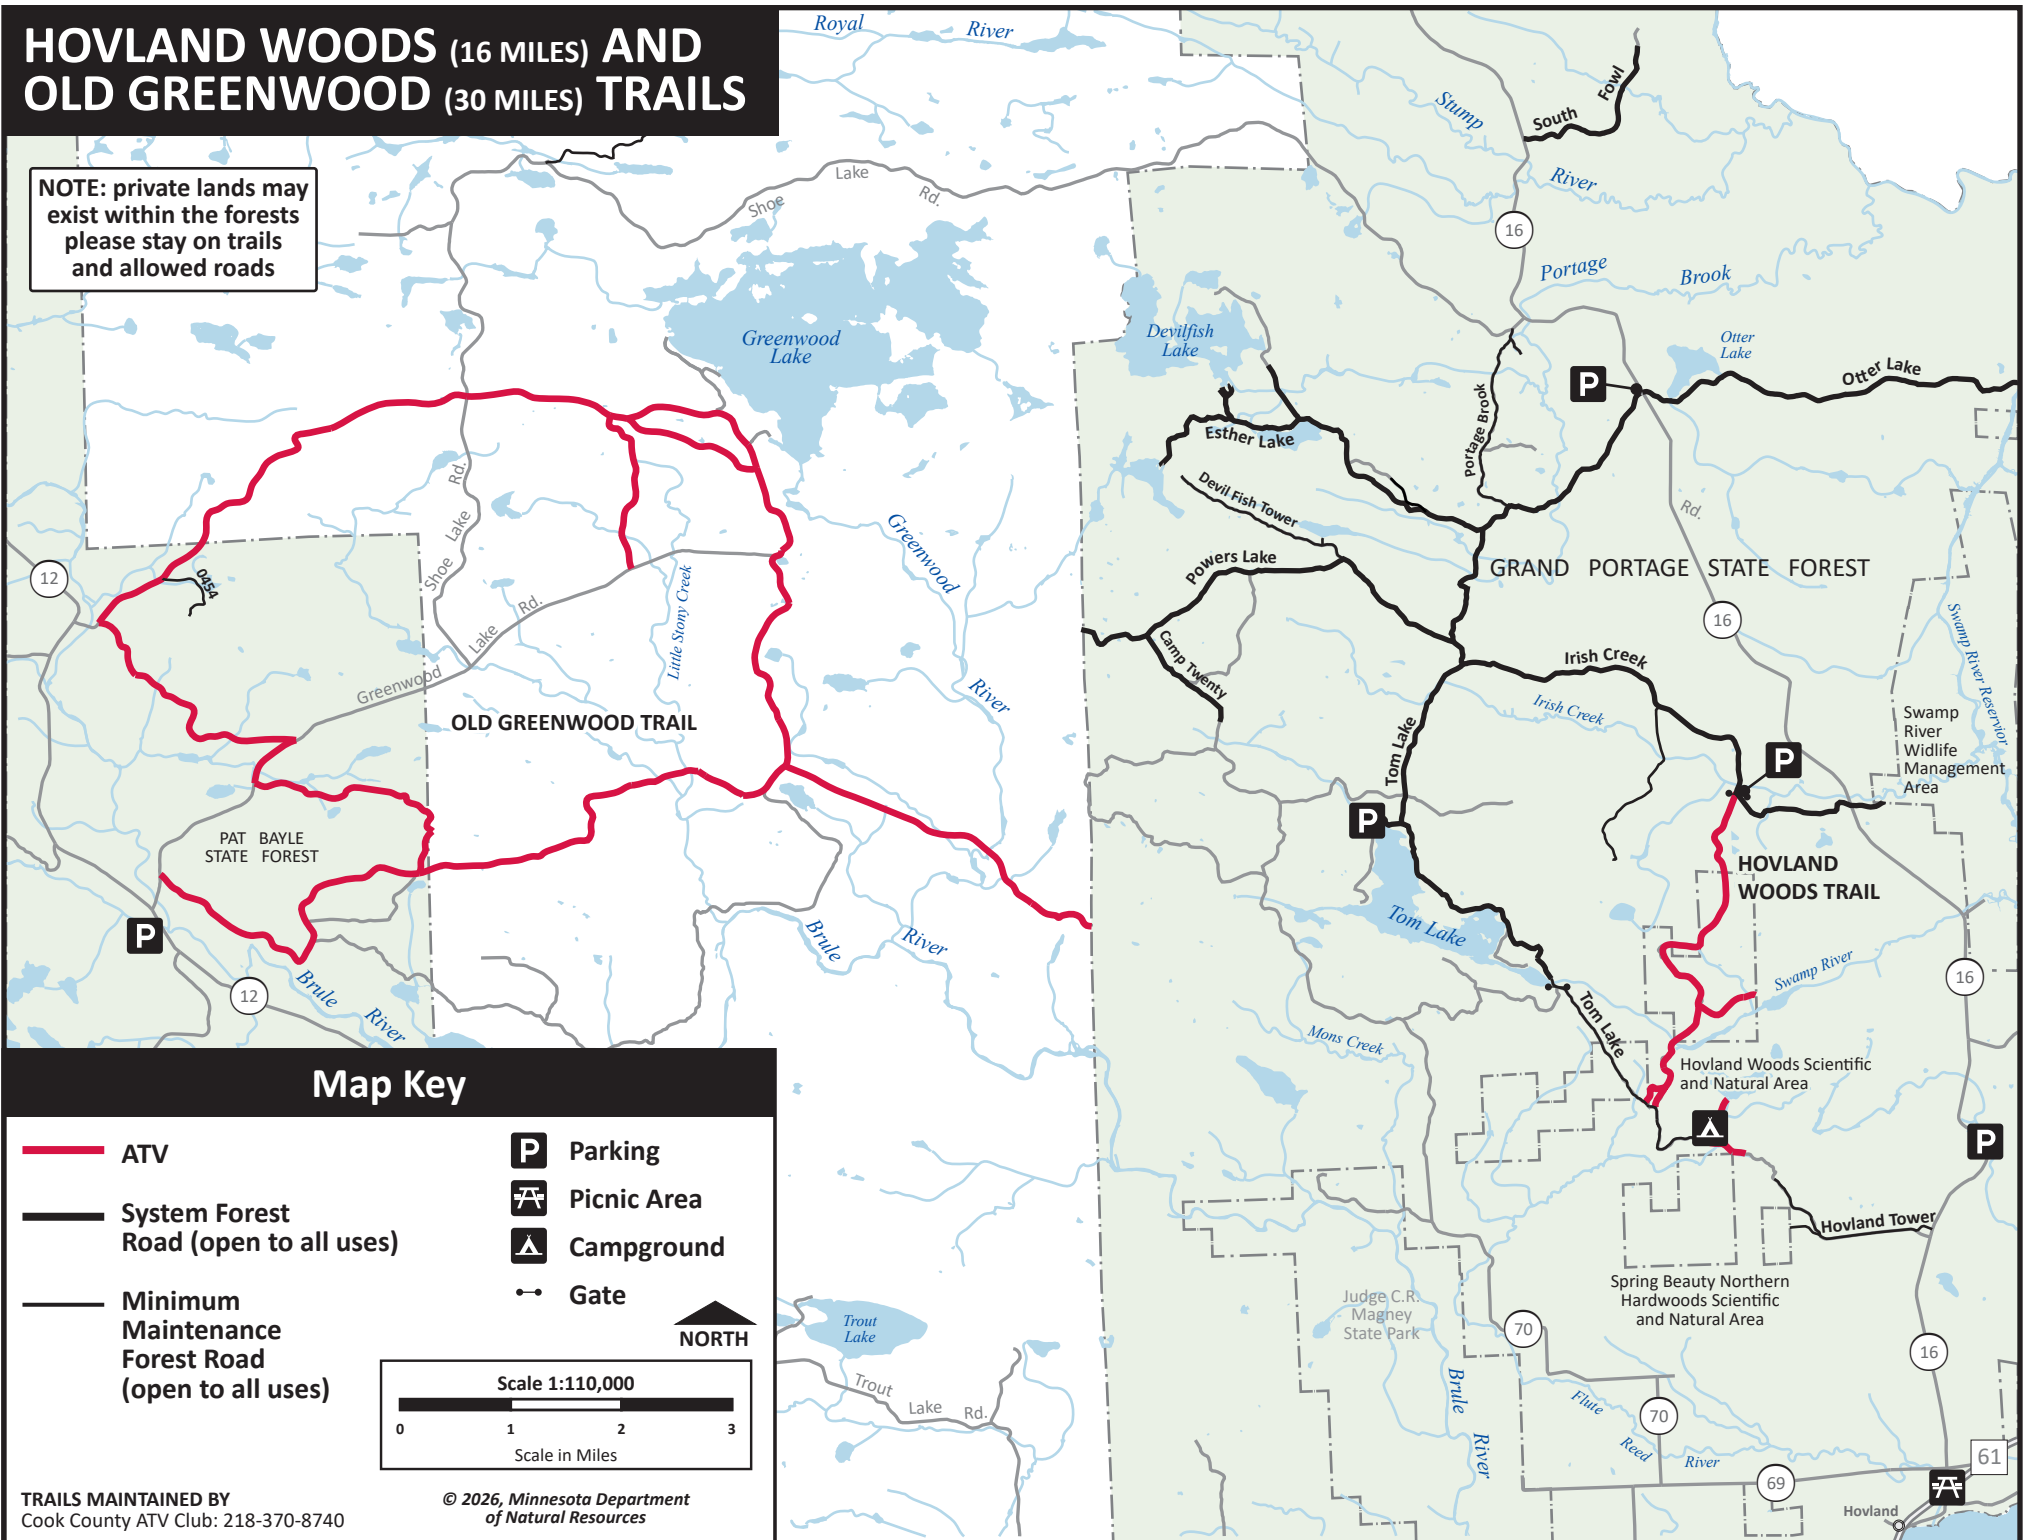 HOVLAND WOODS (16 MILES) AND
OLD GREENWOOD (30 MILES) TRAILS
NOTE: private lands may
exist within the forests
please stay on trails
and allowed roads
Royal River
Stump
River
South Fowl
Shoe Lake Rd.
16
Portage Brook
Greenwood
Lake
Devilfish
Lake
Otter
Lake
P
Otter Lake
Portage Brook
Esther Lake
Devil Fish Tower
Powers Lake
Rd.
GRAND PORTAGE STATE FOREST
Shoe Lake Rd.
12
0454
Greenwood
River
Little Stony Creek
Greenwood Lake Rd.
Camp Twenty
16
Irish Creek
Irish Creek
Swamp River Reservior
Swamp
River
Widlife
Management
Area
OLD GREENWOOD TRAIL
Tom Lake
P
P
PAT BAYLE
STATE FOREST
HOVLAND
WOODS TRAIL
Tom Lake
P
12
Brule
River
Brule
River
Swamp River
16
Tom Lake
Mons Creek
Hovland Woods Scientific
and Natural Area
P
Hovland Tower
Spring Beauty Northern
Hardwoods Scientific
and Natural Area
Judge C.R.
Magney
State Park
70
16
Trout
Lake
Trout Lake Rd.
Brule
River
Flute
Reed
River
70
69
61
Hovland
Map Key
ATV
System Forest
Road (open to all uses)
Minimum
Maintenance
Forest Road
(open to all uses)
P Parking
Picnic Area
Campground
Gate
NORTH
Scale 1:110,000
0 1 2 3
Scale in Miles
TRAILS MAINTAINED BY
Cook County ATV Club: 218-370-8740
© 2026, Minnesota Department
of Natural Resources